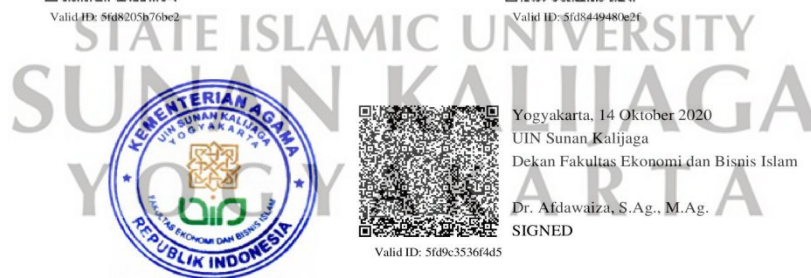 Valid ID: 5fd8205b76be2
Valid ID: 5fd8449480e2f
STATE ISLAMIC UNIVERSITY
SUNAN KALIJAGA
YOGYAKARTA
KEMENTERIAN AGAMA
UIN SUNAN KALIJAGA
YOGYAKARTA
FAKULTAS EKONOMI DAN BISNIS ISLAM
REPUBLIK INDONESIA
Valid ID: 5fd9c3536f4d5
Yogyakarta, 14 Oktober 2020
UIN Sunan Kalijaga
Dekan Fakultas Ekonomi dan Bisnis Islam
Dr. Afdawaiza, S.Ag., M.Ag.
SIGNED